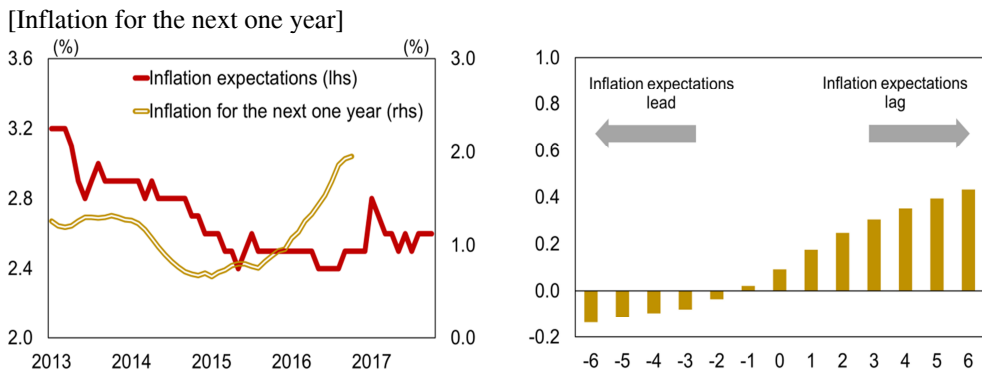 [Inflation for the next one year]
(%) (%)
3.6
3.2
2.8
2.4
2.0
Inflation expectations (lhs)
Inflation for the next one year (rhs)
3.0
2.0
1.0
0.0
2013 2014 2015 2016 2017
1.0
0.8
0.6
0.4
0.2
0.0
-0.2
Inflation expectations
lead
Inflation expectations
lag
-6 -5 -4 -3 -2 -1 0 1 2 3 4 5 6